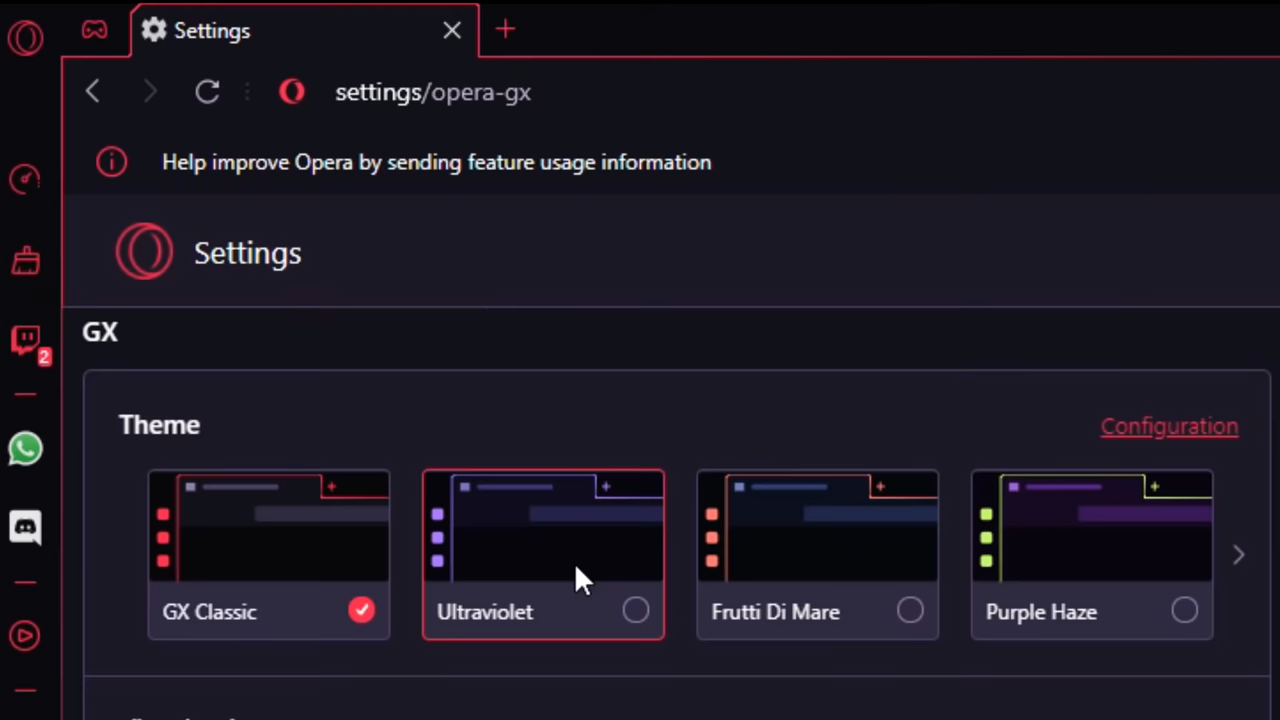 Settings
settings/opera-gx
Help improve Opera by sending feature usage information
Settings
2
GX
Theme
Configuration
GX Classic
Ultraviolet
Frutti Di Mare
Purple Haze